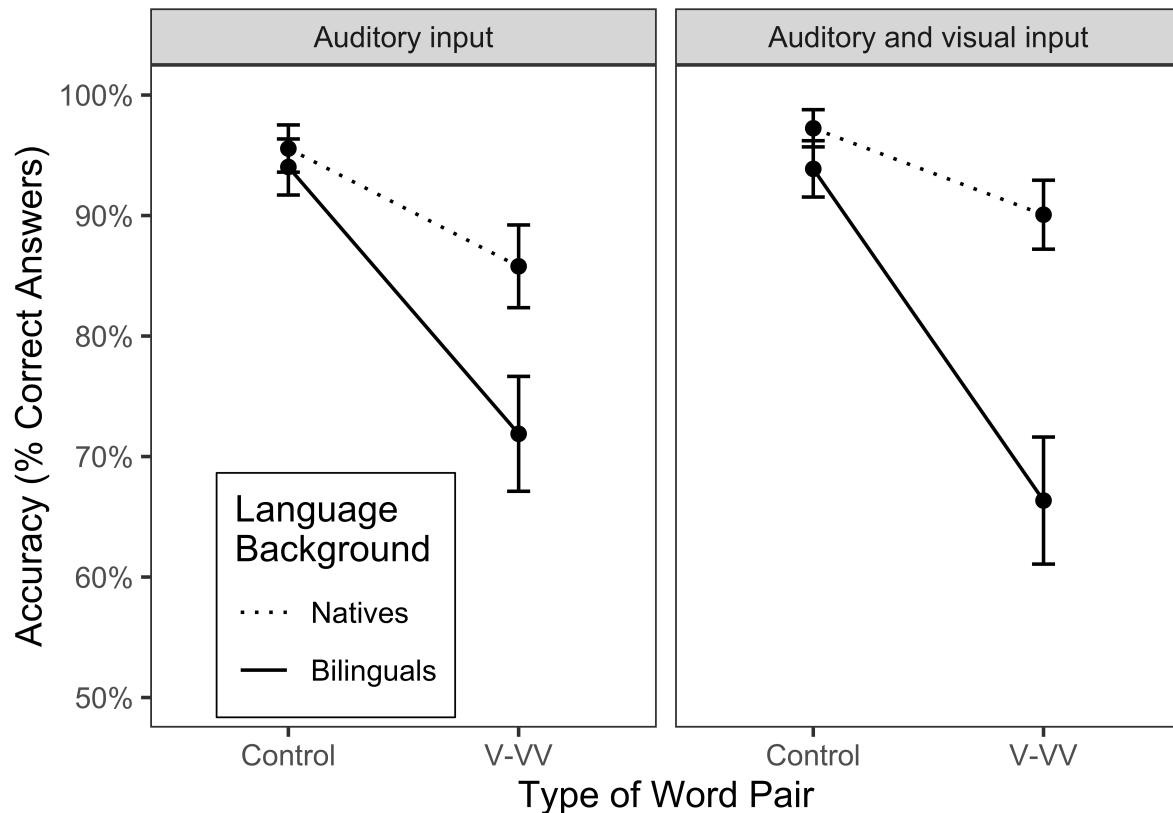 Auditory input
Auditory and visual input
Accuracy (% Correct Answers)
100%
90%
80%
70%
60%
50%
Language
Background
Natives
Bilinguals
Control
V-VV
Control
V-VV
Type of Word Pair